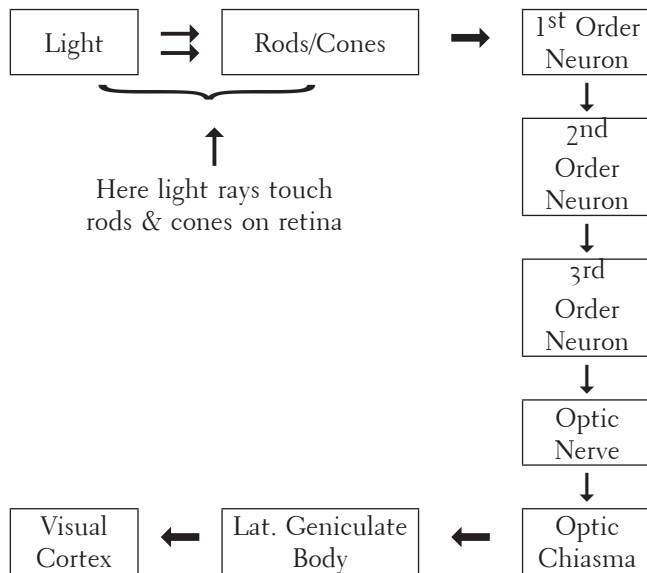 Light
Rods/Cones
1st Order
Neuron
2nd
Order
Neuron
3rd
Order
Neuron
Optic
Nerve
Optic
Chiasma
Lat. Geniculate
Body
Visual
Cortex
Here light rays touch
rods & cones on retina